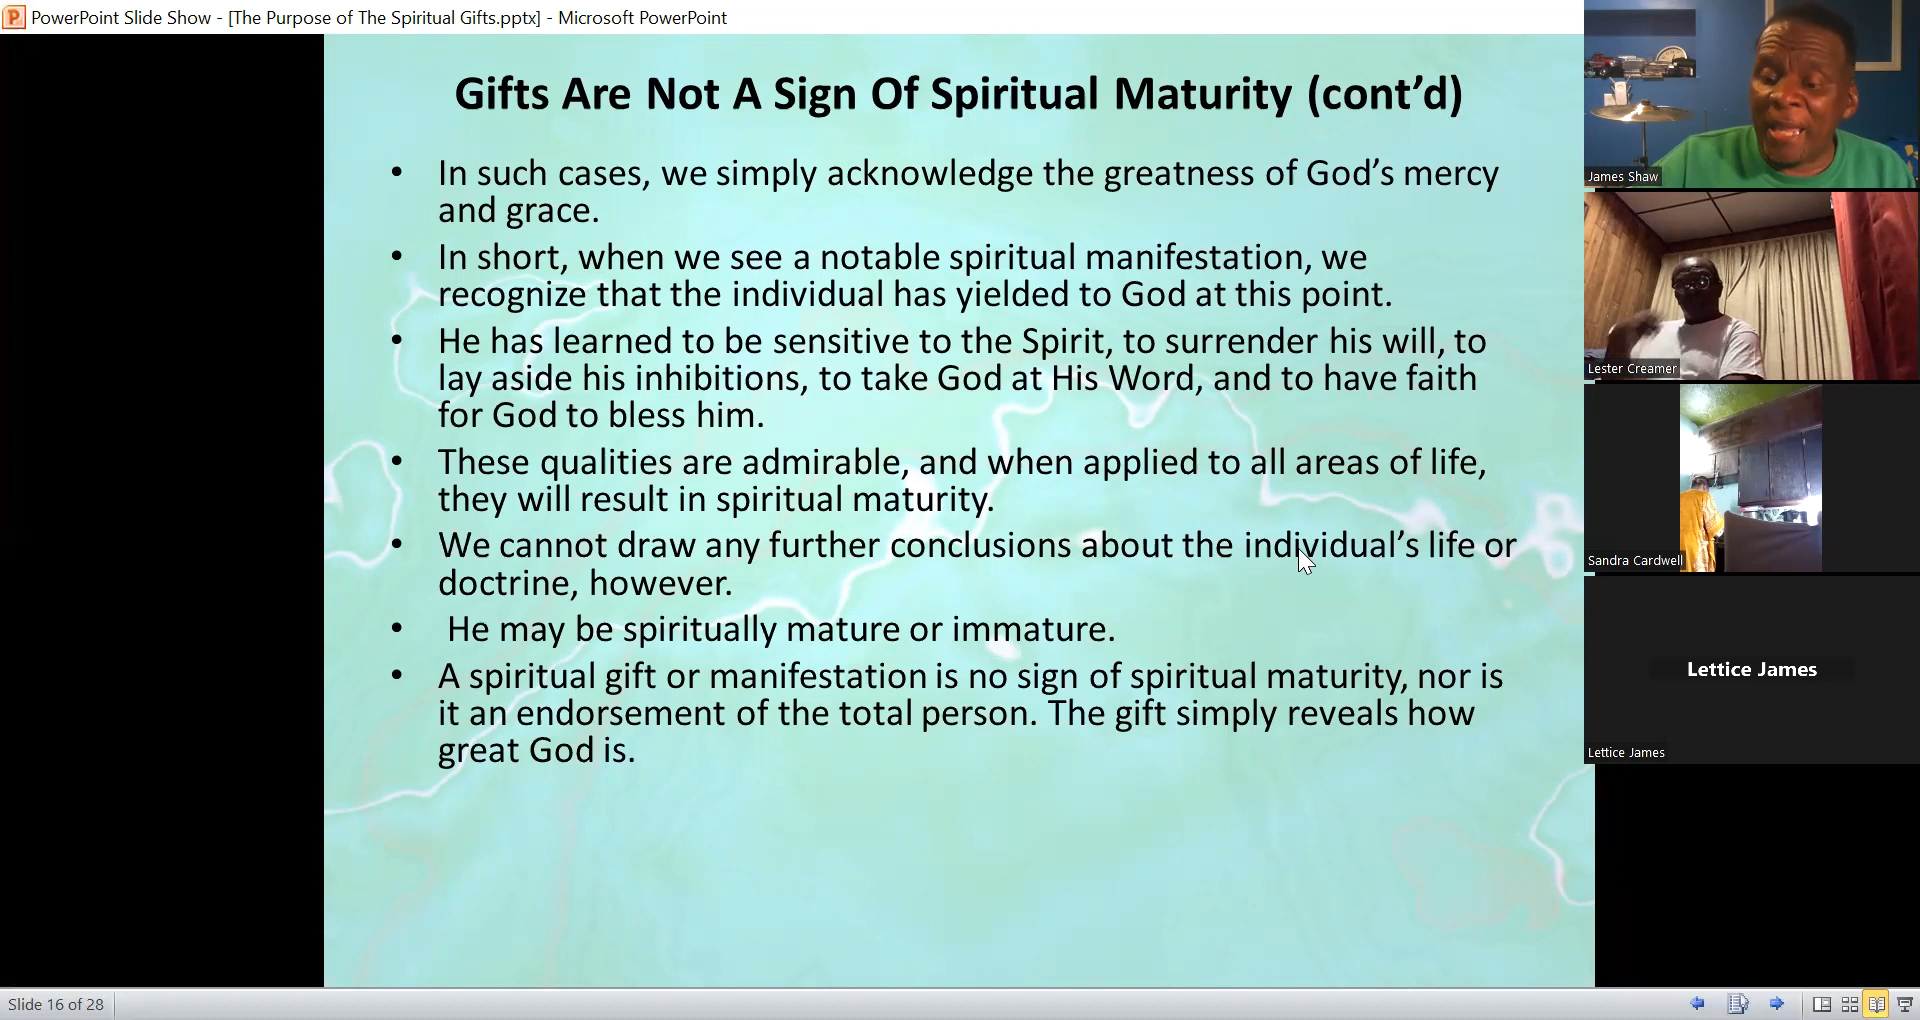 PowerPoint Slide Show - [The Purpose of The Spiritual Gifts.pptx] - Microsoft PowerPoint
Gifts Are Not A Sign Of Spiritual Maturity (cont’d)
• In such cases, we simply acknowledge the greatness of God’s mercy
and grace.
• In short, when we see a notable spiritual manifestation, we
recognize that the individual has yielded to God at this point.
• He has learned to be sensitive to the Spirit, to surrender his will, to
lay aside his inhibitions, to take God at His Word, and to have faith
for God to bless him.
• These qualities are admirable, and when applied to all areas of life,
they will result in spiritual maturity.
• We cannot draw any further conclusions about the individual’s life or
doctrine, however.
• He may be spiritually mature or immature.
• A spiritual gift or manifestation is no sign of spiritual maturity, nor is
it an endorsement of the total person. The gift simply reveals how
great God is.
James Shaw
Lester Creamer
Sandra Cardwell
Lettice James
Lettice James
Slide 16 of 28